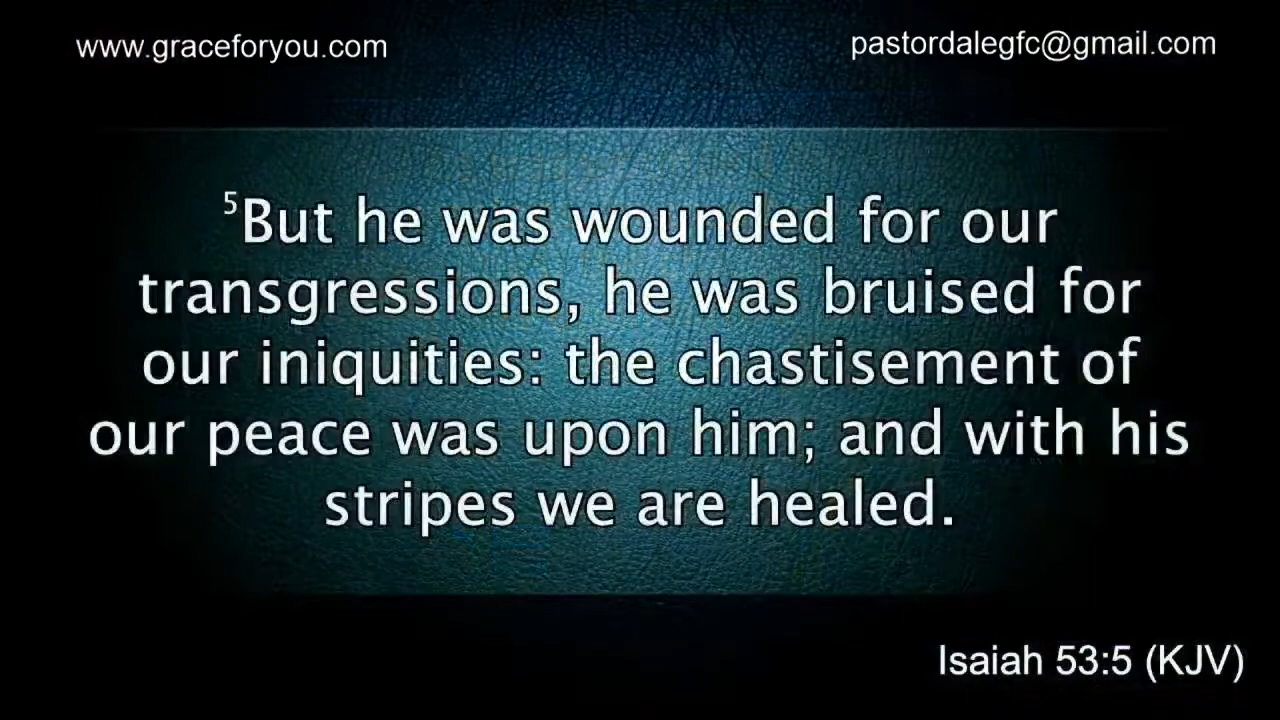 www.graceforyou.com
pastordalegfc@gmail.com
⁵But he was wounded for our
transgressions, he was bruised for
our iniquities: the chastisement of
our peace was upon him; and with his
stripes we are healed.
Isaiah 53:5 (KJV)